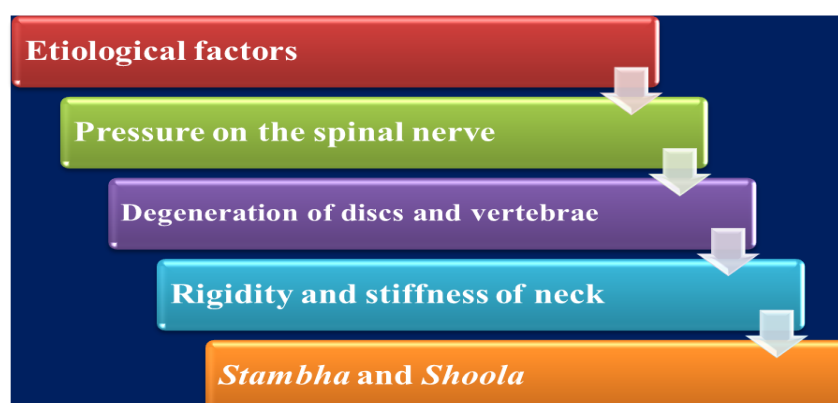 Etiological factors
Pressure on the spinal nerve
Degeneration of discs and vertebrae
Rigidity and stiffness of neck
Stambha and Shoola